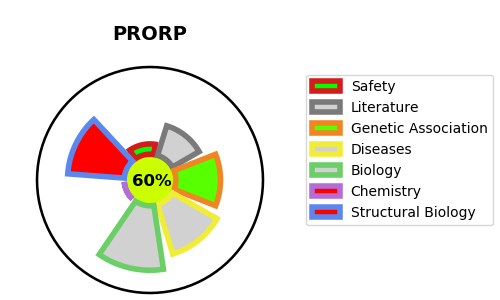 PRORP
60%
Safety
Literature
Genetic Association
Diseases
Biology
Chemistry
Structural Biology